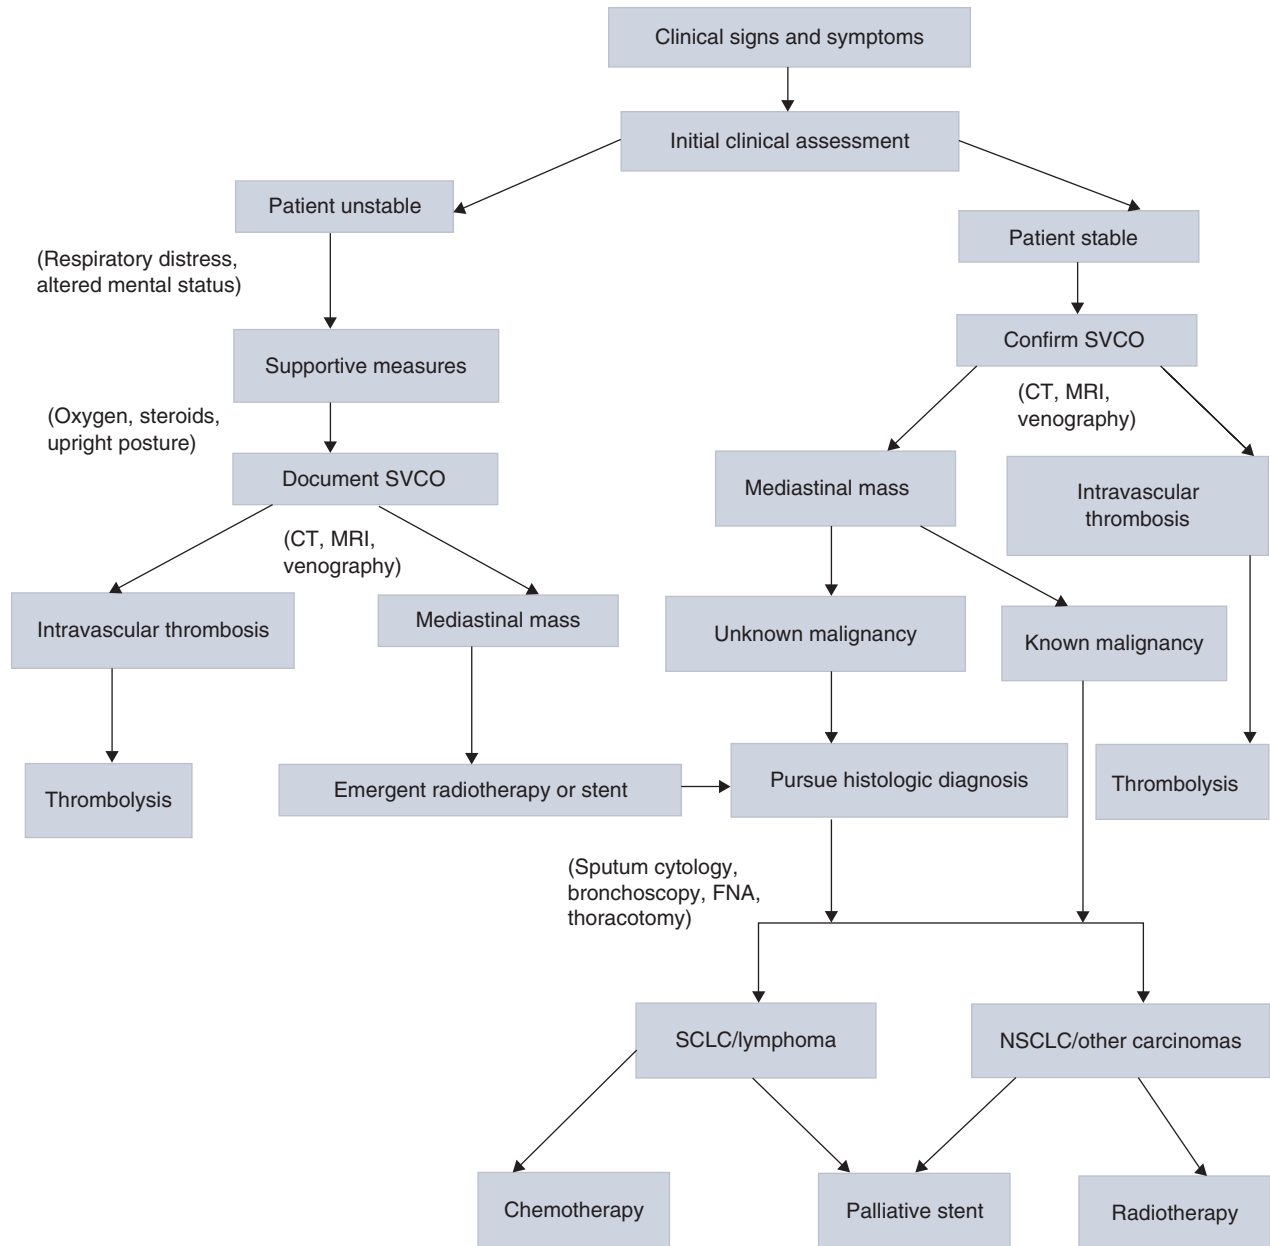 Clinical signs and symptoms
Initial clinical assessment
Patient unstable
Patient stable
(Respiratory distress,
altered mental status)
Supportive measures
Confirm SVCO
(Oxygen, steroids,
upright posture)
(CT, MRI,
venography)
Document SVCO
Mediastinal mass
Intravascular
thrombosis
(CT, MRI,
venography)
Intravascular thrombosis
Mediastinal mass
Unknown malignancy
Known malignancy
Thrombolysis
Emergent radiotherapy or stent
Pursue histologic diagnosis
Thrombolysis
(Sputum cytology,
bronchoscopy, FNA,
thoracotomy)
SCLC/lymphoma
NSCLC/other carcinomas
Chemotherapy
Palliative stent
Radiotherapy